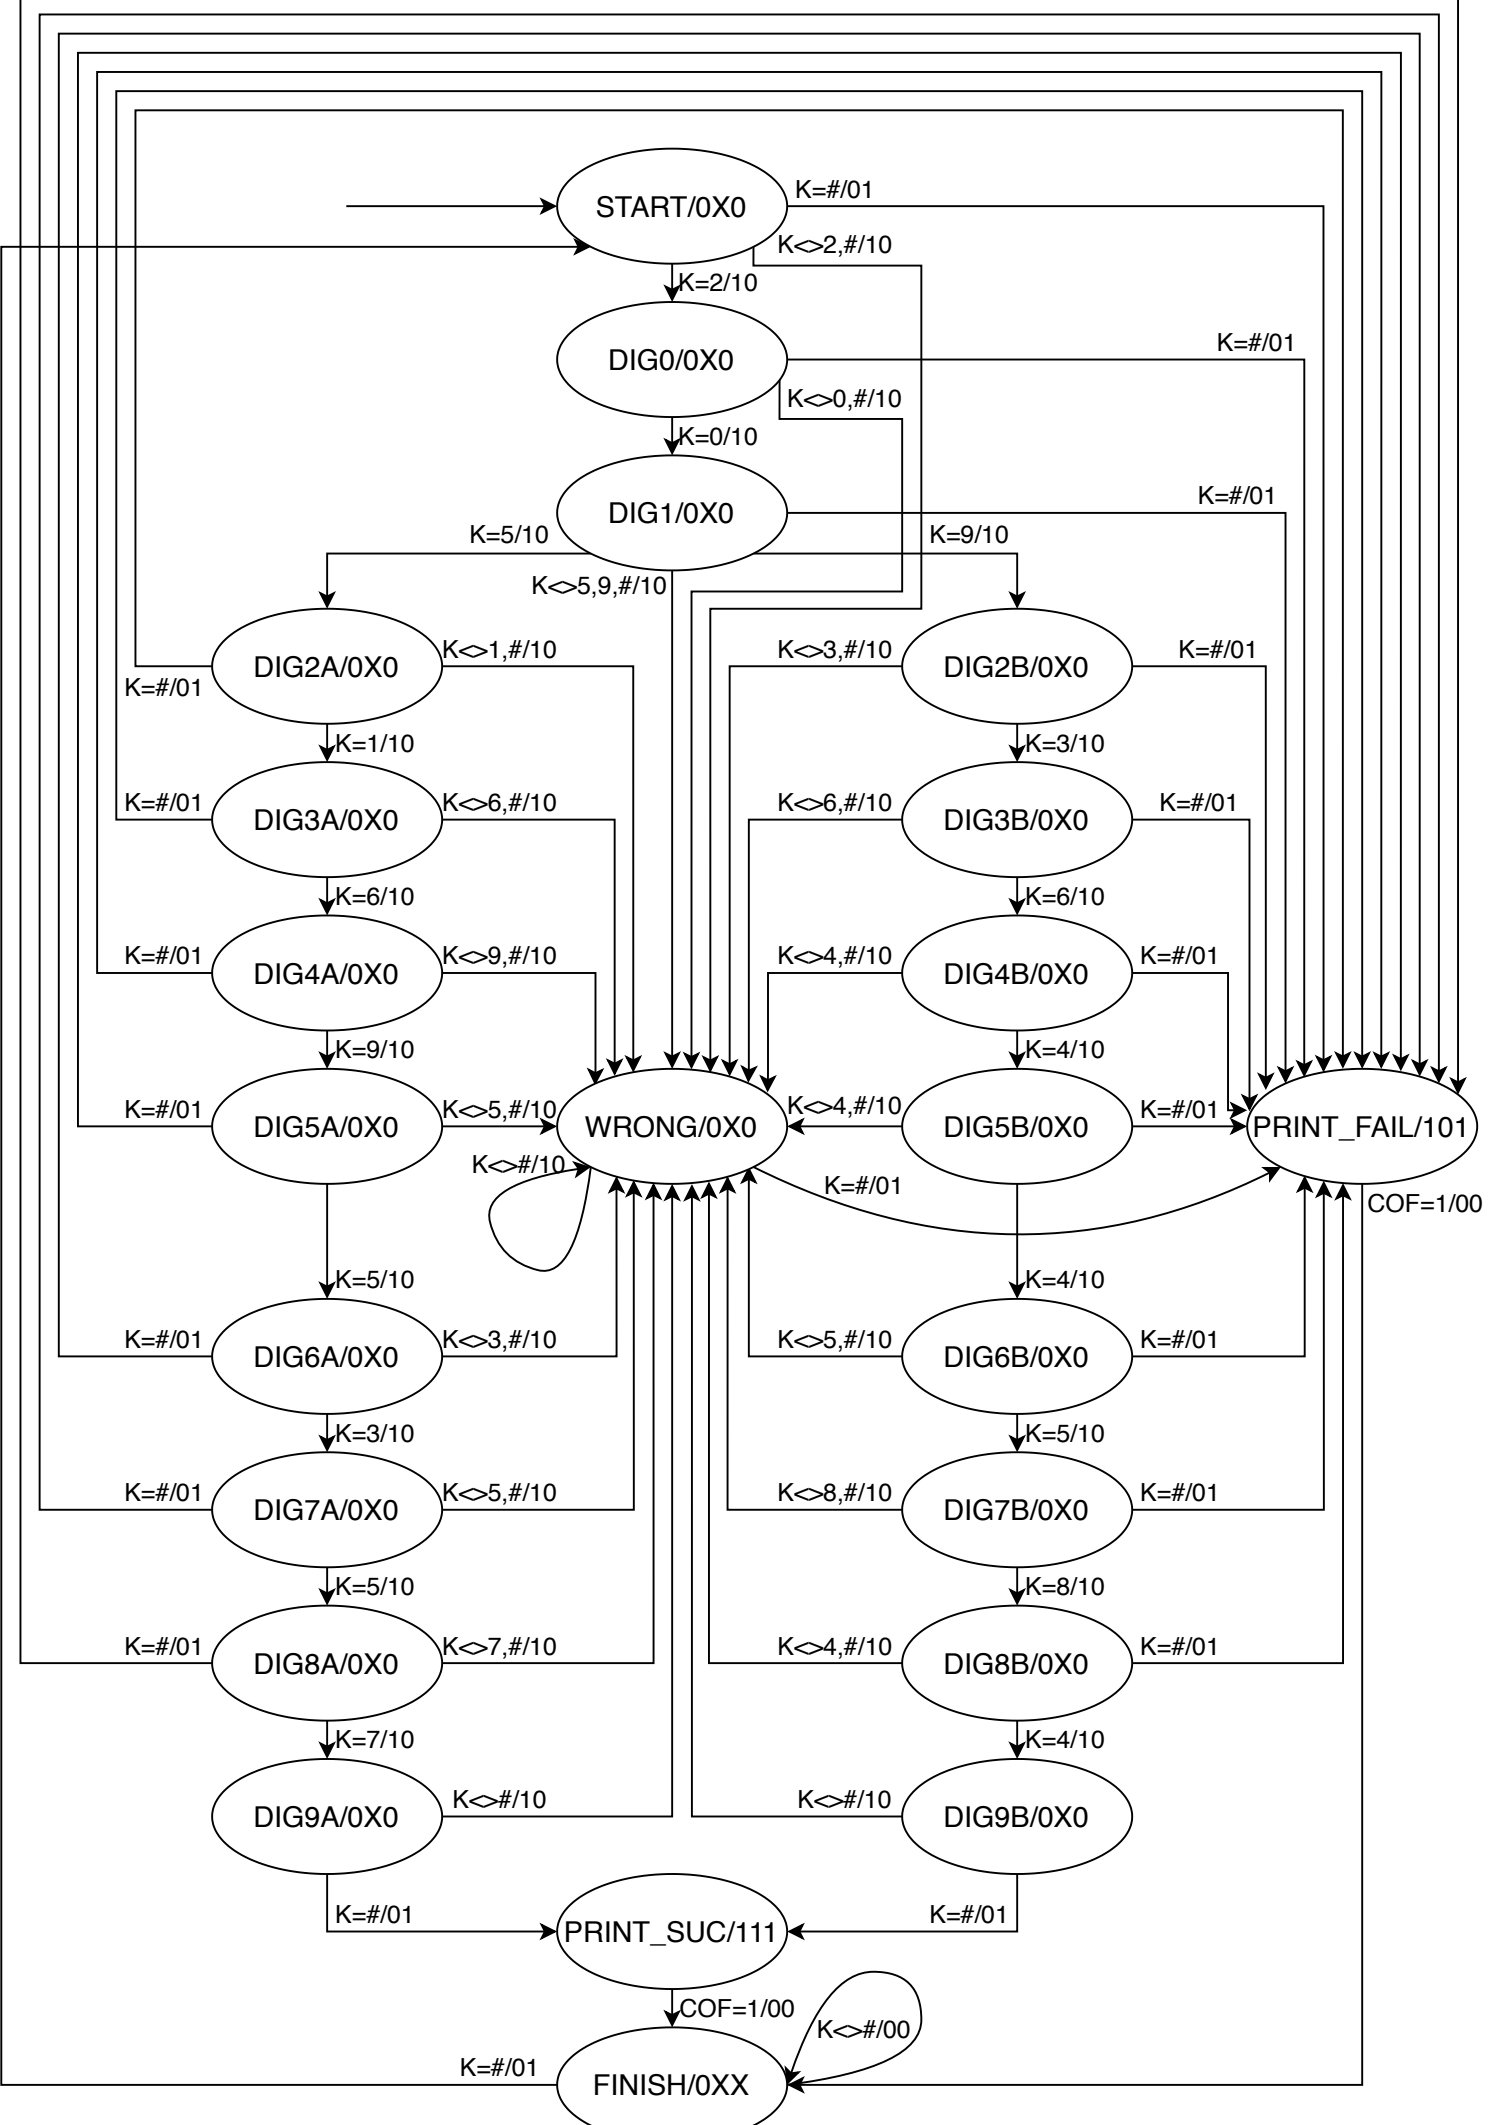 START/0X0
K=#/01
K<>2,#/10
K=2/10
DIG0/0X0
K=#/01
K<>0,#/10
K=0/10
DIG1/0X0
K=#/01
K=5/10
K=9/10
K<>5,9,#/10
DIG2A/0X0
K<>1,#/10
K<>3,#/10
DIG2B/0X0
K=#/01
K=#/01
K=1/10
K=3/10
K=#/01
DIG3A/0X0
K<>6,#/10
K<>6,#/10
DIG3B/0X0
K=#/01
K=6/10
K=6/10
K=#/01
DIG4A/0X0
K<>9,#/10
K<>4,#/10
DIG4B/0X0
K=#/01
K=9/10
K=4/10
K=#/01
DIG5A/0X0
K<>5,#/10
WRONG/0X0
K<>4,#/10
DIG5B/0X0
K=#/01
PRINT_FAIL/101
K<>#/10
K=#/01
COF=1/00
K=5/10
K=4/10
K=#/01
DIG6A/0X0
K<>3,#/10
K<>5,#/10
DIG6B/0X0
K=#/01
K=3/10
K=5/10
K=#/01
DIG7A/0X0
K<>5,#/10
K<>8,#/10
DIG7B/0X0
K=#/01
K=5/10
K=8/10
K=#/01
DIG8A/0X0
K<>7,#/10
K<>4,#/10
DIG8B/0X0
K=#/01
K=7/10
K=4/10
DIG9A/0X0
K<>#/10
K<>#/10
DIG9B/0X0
K=#/01
PRINT_SUC/111
K=#/01
COF=1/00
K<>#/00
K=#/01
FINISH/0XX